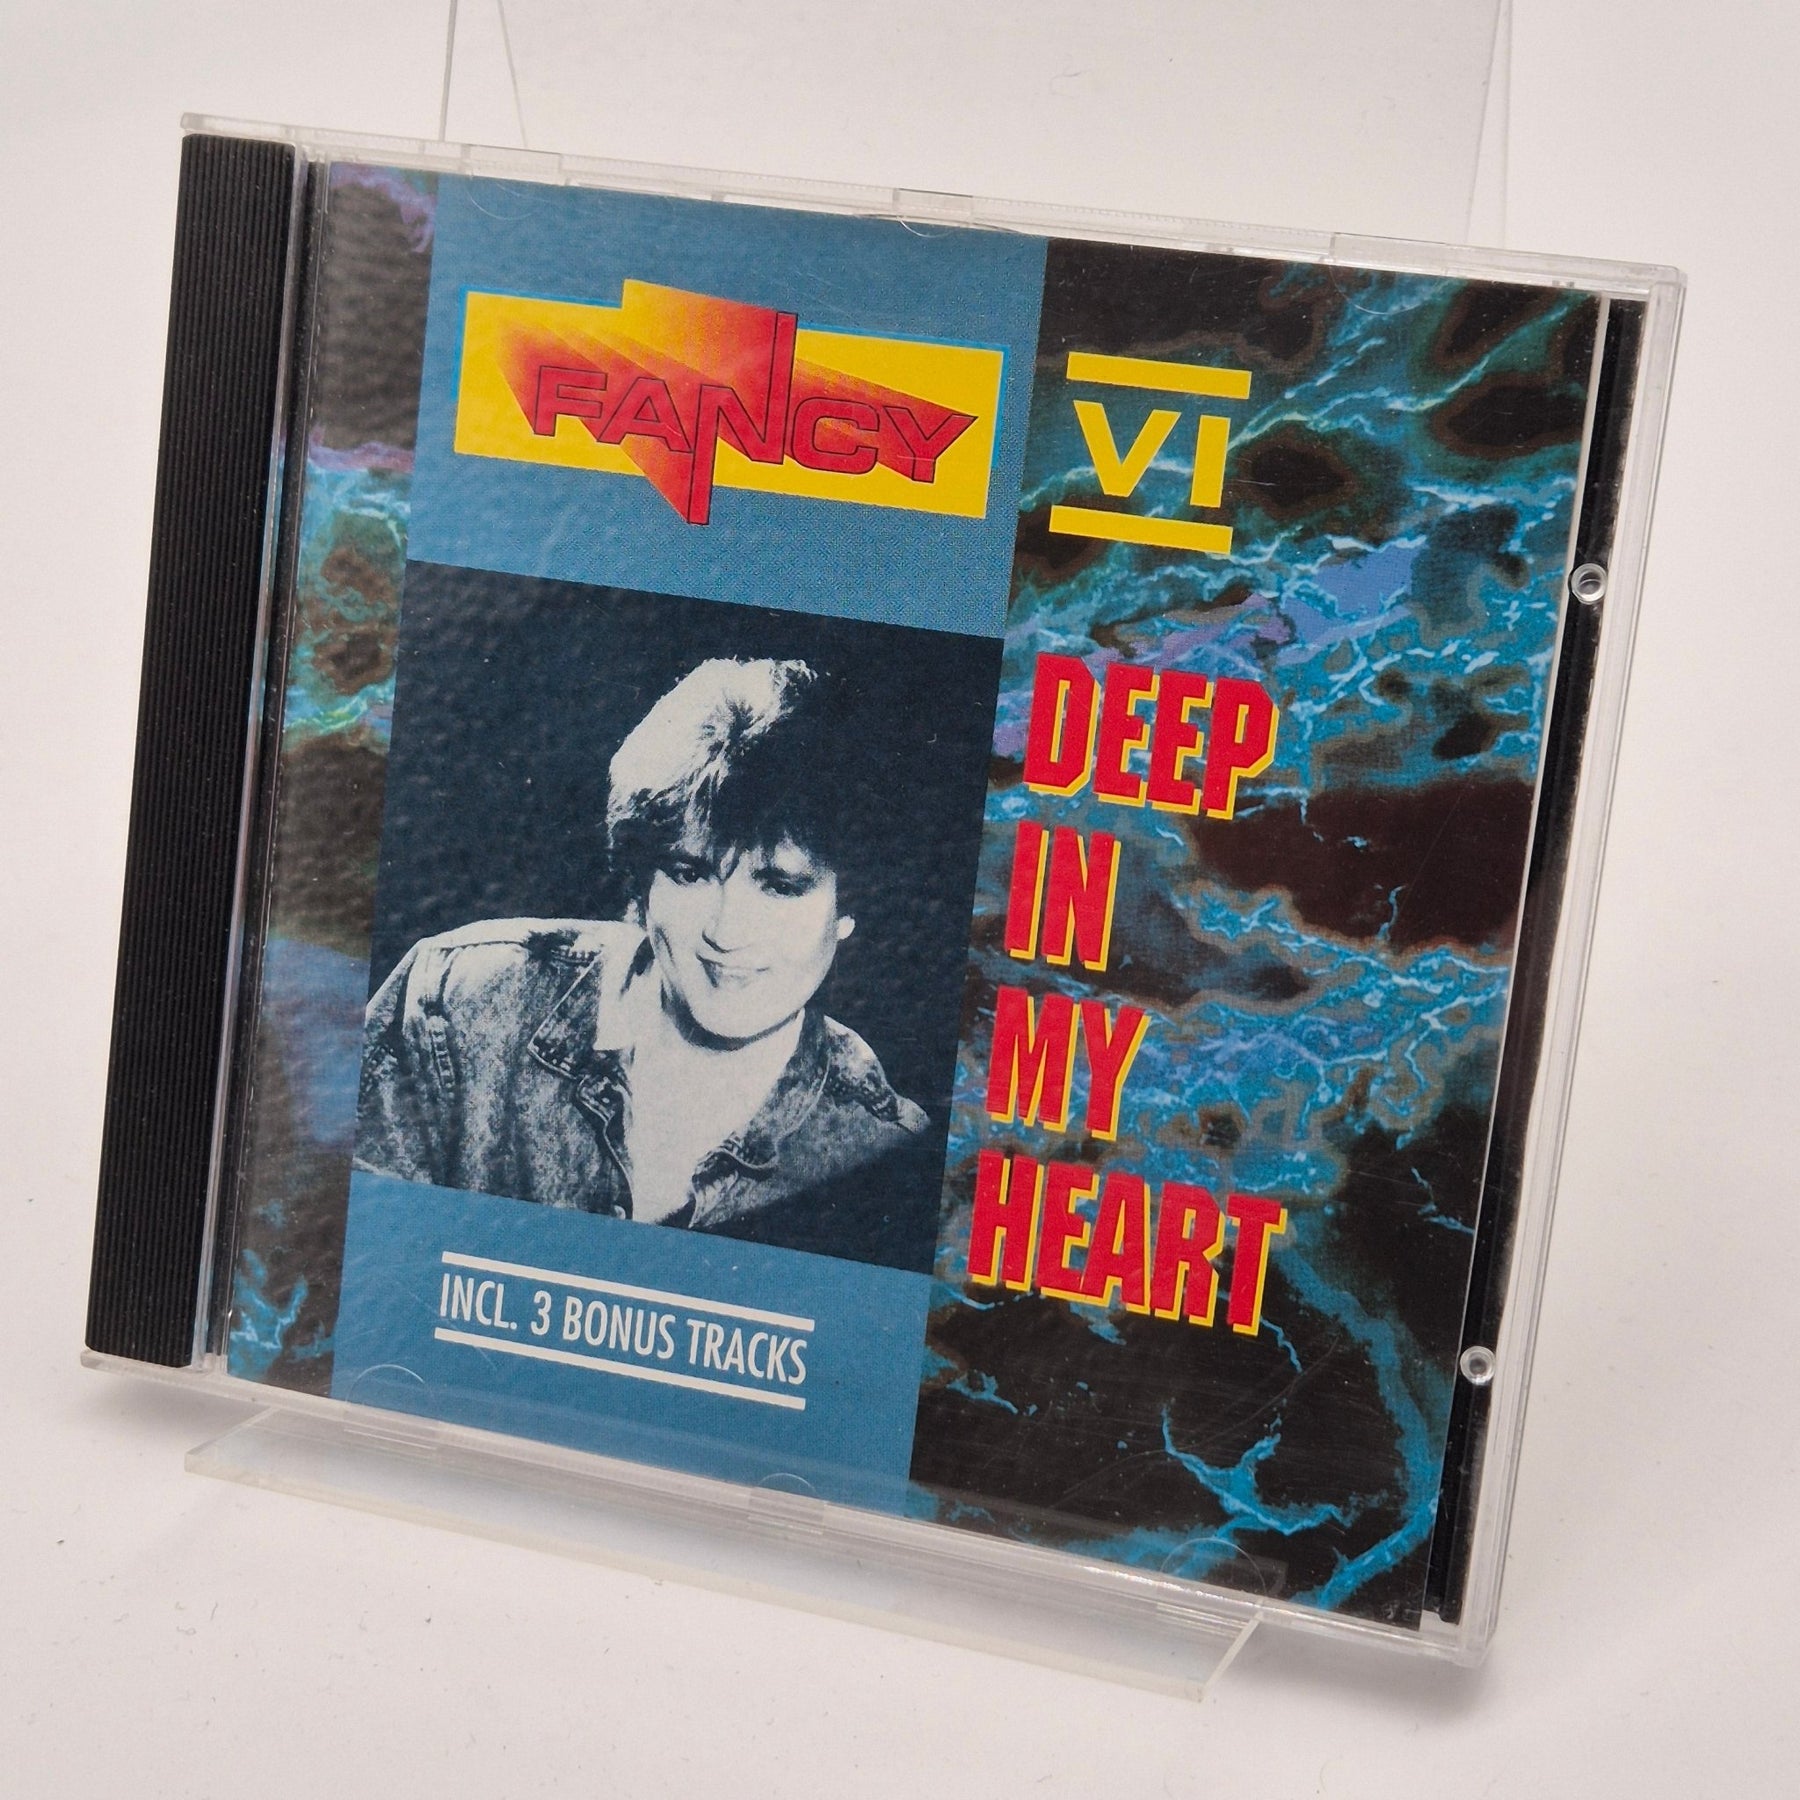 FANCY
VI
DEEP
IN
MY
HEART
INCL. 3 BONUS TRACKS